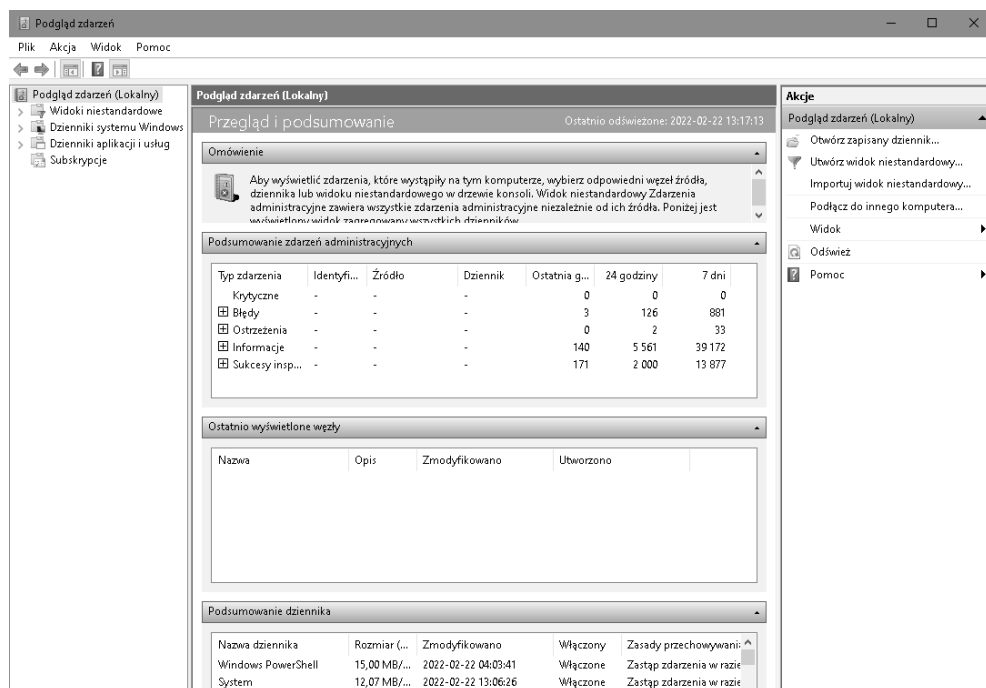 Podgląd zdarzeń
Plik Akcja Widok Pomoc
Podgląd zdarzeń (Lokalny)
Widoki niestandardowe
Dzienniki systemu Windows
Dzienniki aplikacji i usług
Subskrypcje
Podgląd zdarzeń (Lokalny)
Przegląd i podsumowanie Ostatnio odświeżone: 2022-02-22 13:17:13
Omówienie
Aby wyświetlić zdarzenia, które wystąpiły na tym komputerze, wybierz odpowiedni węzeł źródła,
dziennika lub widoku niestandardowego w drzewie konsoli. Widok niestandardowy Zdarzenia
administracyjne zawiera wszystkie zdarzenia administracyjne niezależnie od ich źródła. Poniżej jest
wyświetlony widok zagregowany wszystkich dzienników
Podsumowanie zdarzeń administracyjnych
Typ zdarzenia Identyfi... Źródło Dziennik Ostatnia g... 24 godziny 7 dni
Krytyczne - - - 0 0 0
Błędy - - - 3 126 881
Ostrzeżenia - - - 0 2 33
Informacje - - - 140 5 561 39 172
Sukcesy insp... - - - 171 2 000 13 877
Ostatnio wyświetlone węzły
Nazwa Opis Zmodyfikowano Utworzono
Podsumowanie dziennika
Nazwa dziennika Rozmiar (... Zmodyfikowano Włączony Zasady przechowywani
Windows PowerShell 15,00 MB/... 2022-02-22 04:03:41 Włączone Zastąp zdarzenia w razie
System 12,07 MB/... 2022-02-22 13:06:26 Włączone Zastąp zdarzenia w razie
Akcje
Podgląd zdarzeń (Lokalny)
Otwórz zapisany dziennik...
Utwórz widok niestandardowy...
Importuj widok niestandardowy...
Podłącz do innego komputera...
Widok
Odśwież
Pomoc